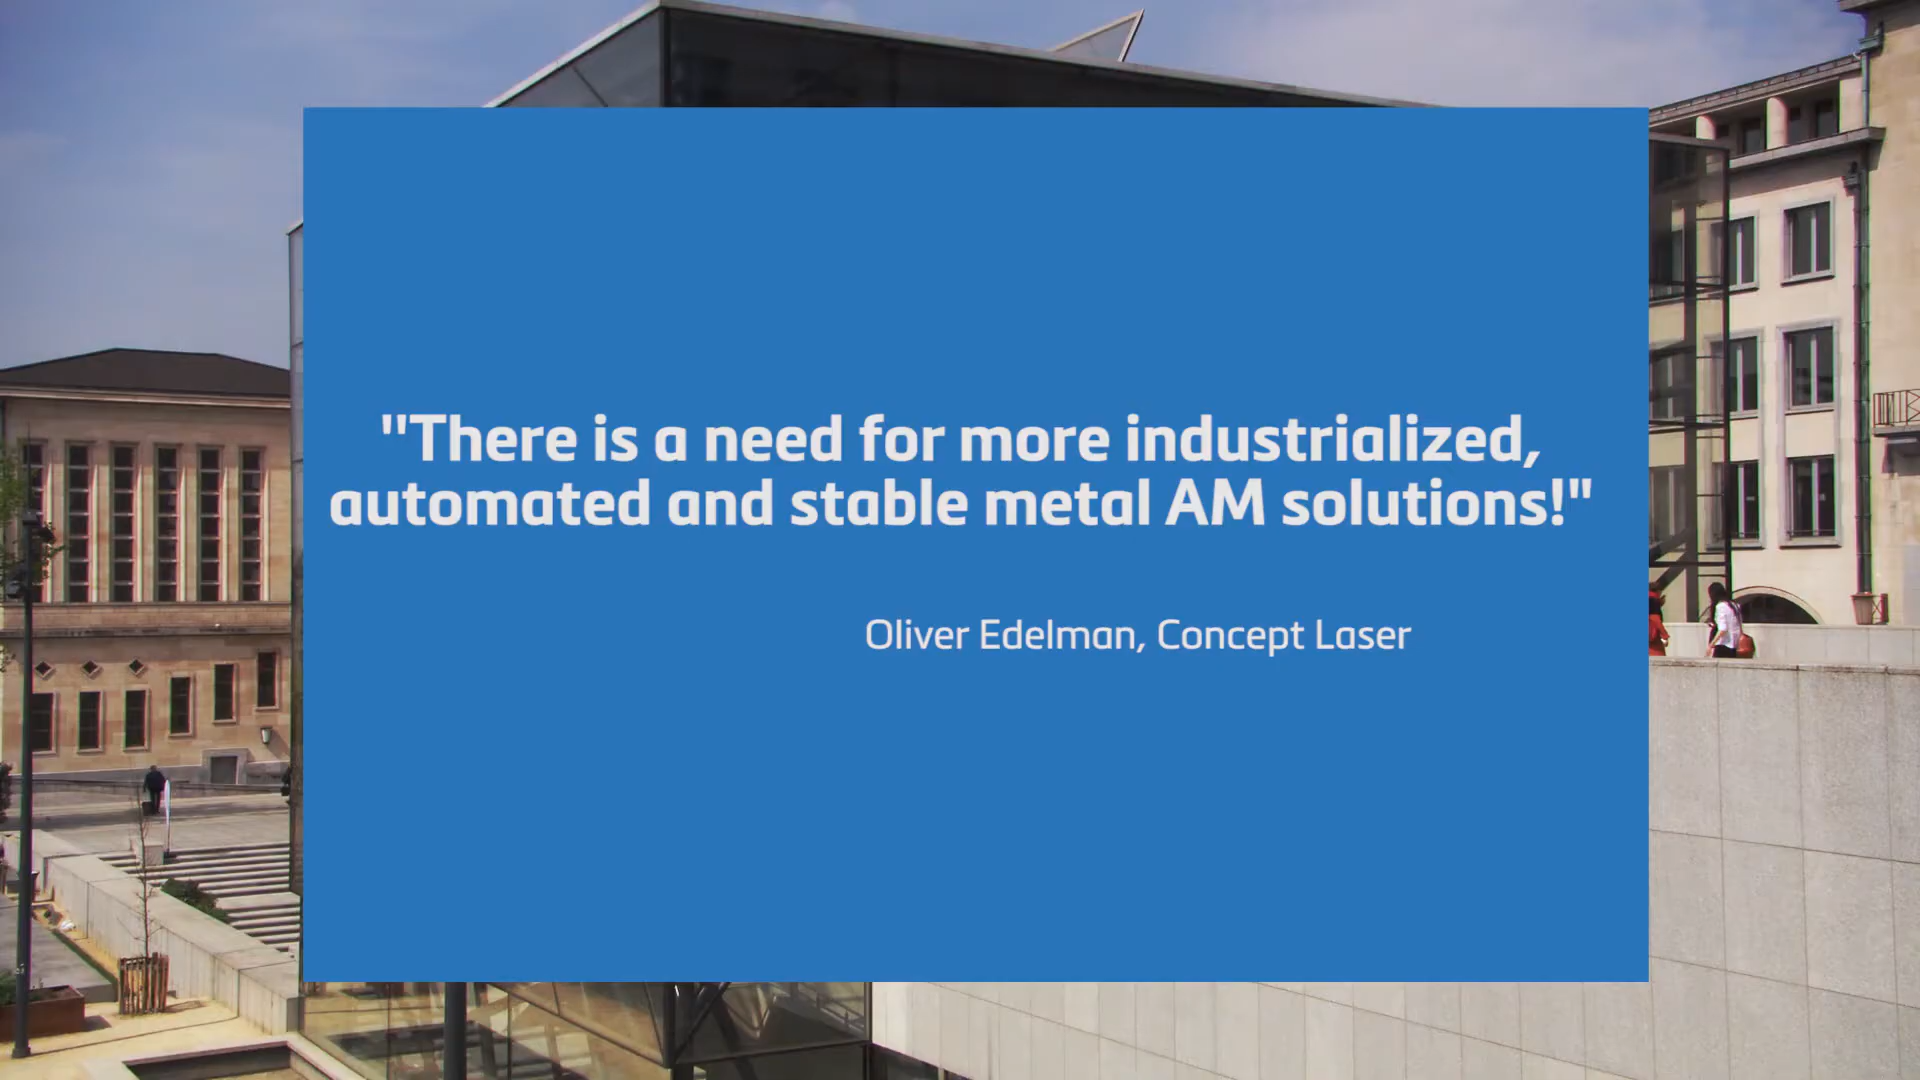 "There is a need for more industrialized,
automated and stable metal AM solutions!"
Oliver Edelman, Concept Laser